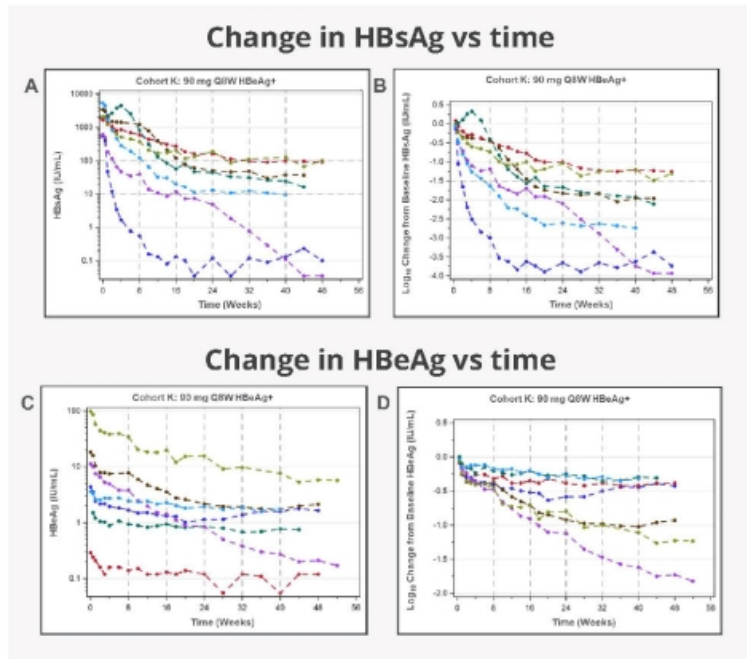 Change in HBsAg vs time
A
Cohort K: 90 mg Q8W HBeAg+
HBsAg (IU/mL)
10000
1000
100
10
1
0.1
0 8 16 24 32 40 48 56
Time (Weeks)
B
Cohort K: 90 mg Q8W HBeAg+
Log₁₀ Change from Baseline HBsAg (IU/mL)
0.5
0.0
-0.5
-1.0
-1.5
-2.0
-2.5
-3.0
-3.5
-4.0
0 8 16 24 32 40 48 56
Time (Weeks)
Change in HBeAg vs time
C
Cohort K: 90 mg Q8W HBeAg+
HBeAg (IU/mL)
100
10
1
0.1
0 8 16 24 32 40 48 56
Time (Weeks)
D
Cohort K: 90 mg Q8W HBeAg+
Log₁₀ Change from Baseline HBeAg (IU/mL)
0.5
0.0
-0.5
-1.0
-1.5
-2.0
0 8 16 24 32 40 48 56
Time (Weeks)